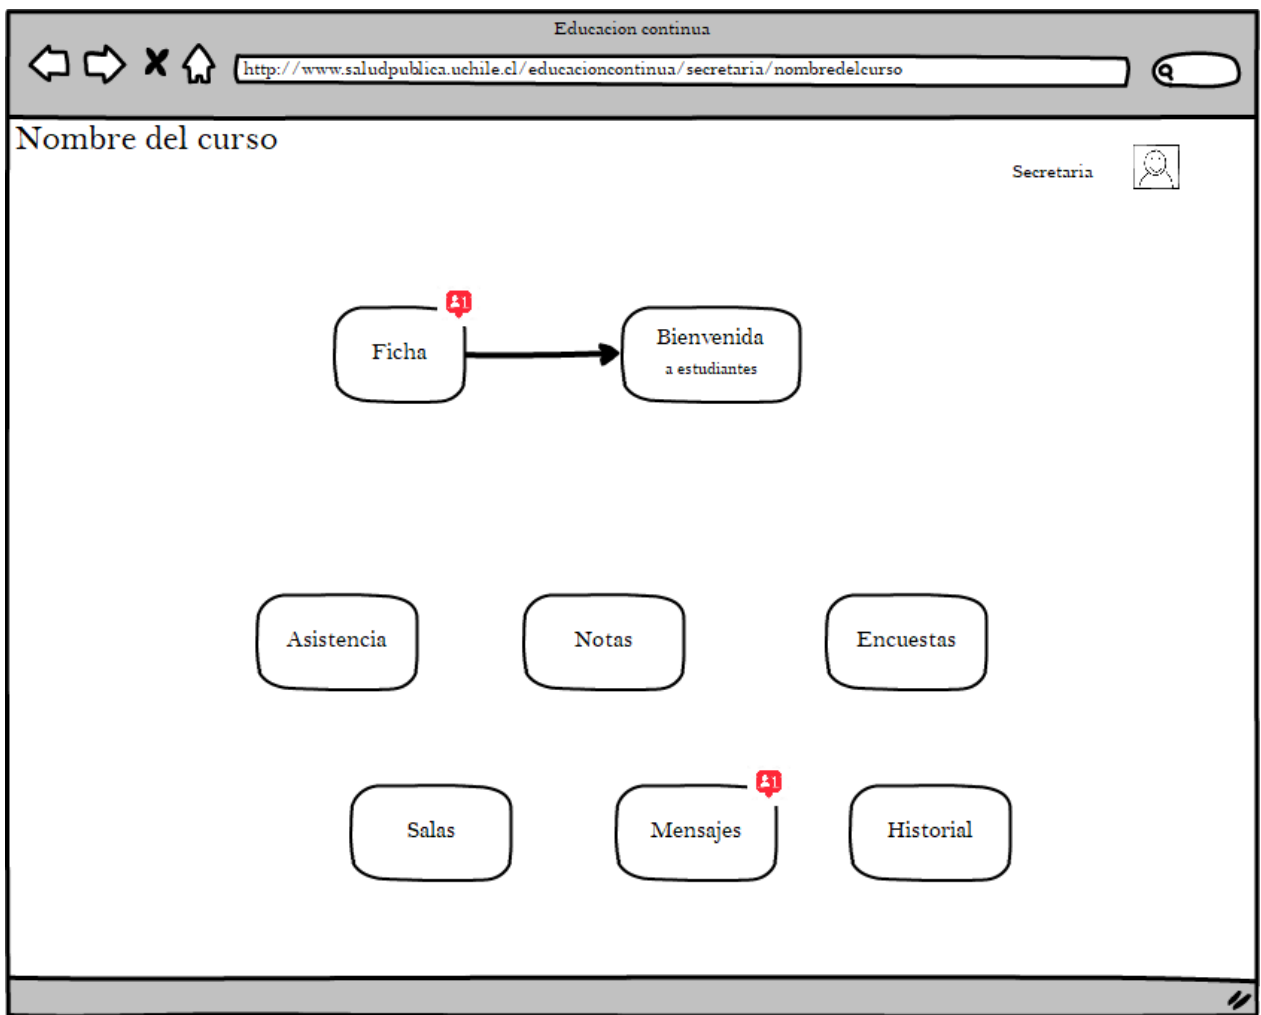 Educacion continua
http://www.saludpublica.uchile.cl/educacioncontinua/secretaria/nombredelcurso
Nombre del curso
Secretaria
1
Ficha
Bienvenida
a estudiantes
Asistencia
Notas
Encuestas
1
Salas
Mensajes
Historial